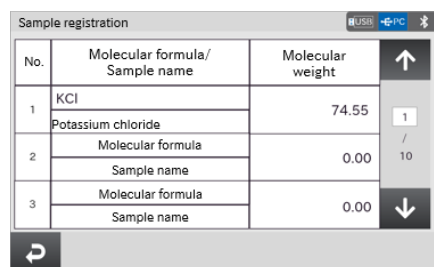 Sample registration
USB
PC
No.
Molecular formula/
Sample name
Molecular
weight
1
KCl
Potassium chloride
74.55
2
Molecular formula
Sample name
0.00
3
Molecular formula
Sample name
0.00
1
/
10